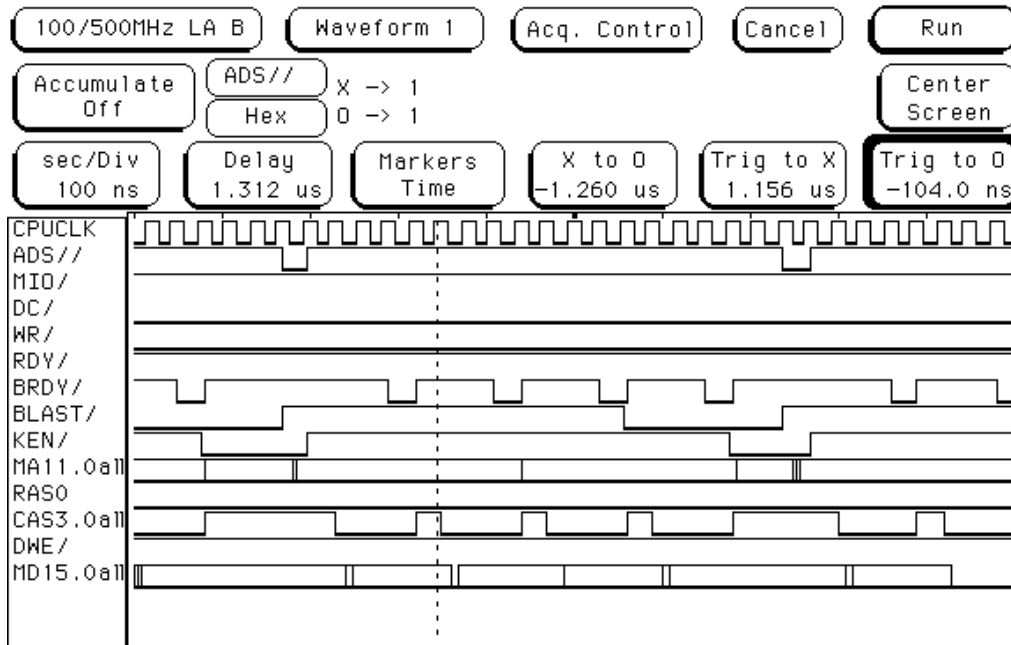 100/500MHz LA B Waveform 1 Acq. Control Cancel Run
Accumulate Off ADS// X -> 1 Center Screen
Hex O -> 1
sec/Div Delay Markers X to O Trig to X Trig to O
100 ns 1.312 us Time -1.260 us 1.156 us -104.0 ns
CPUCLK
ADS//
MIO/
DC/
WR/
RDY/
BRDY/
BLAST/
KEN/
MA11.0all
RAS0
CAS3.0all
DWE/
MD15.0all